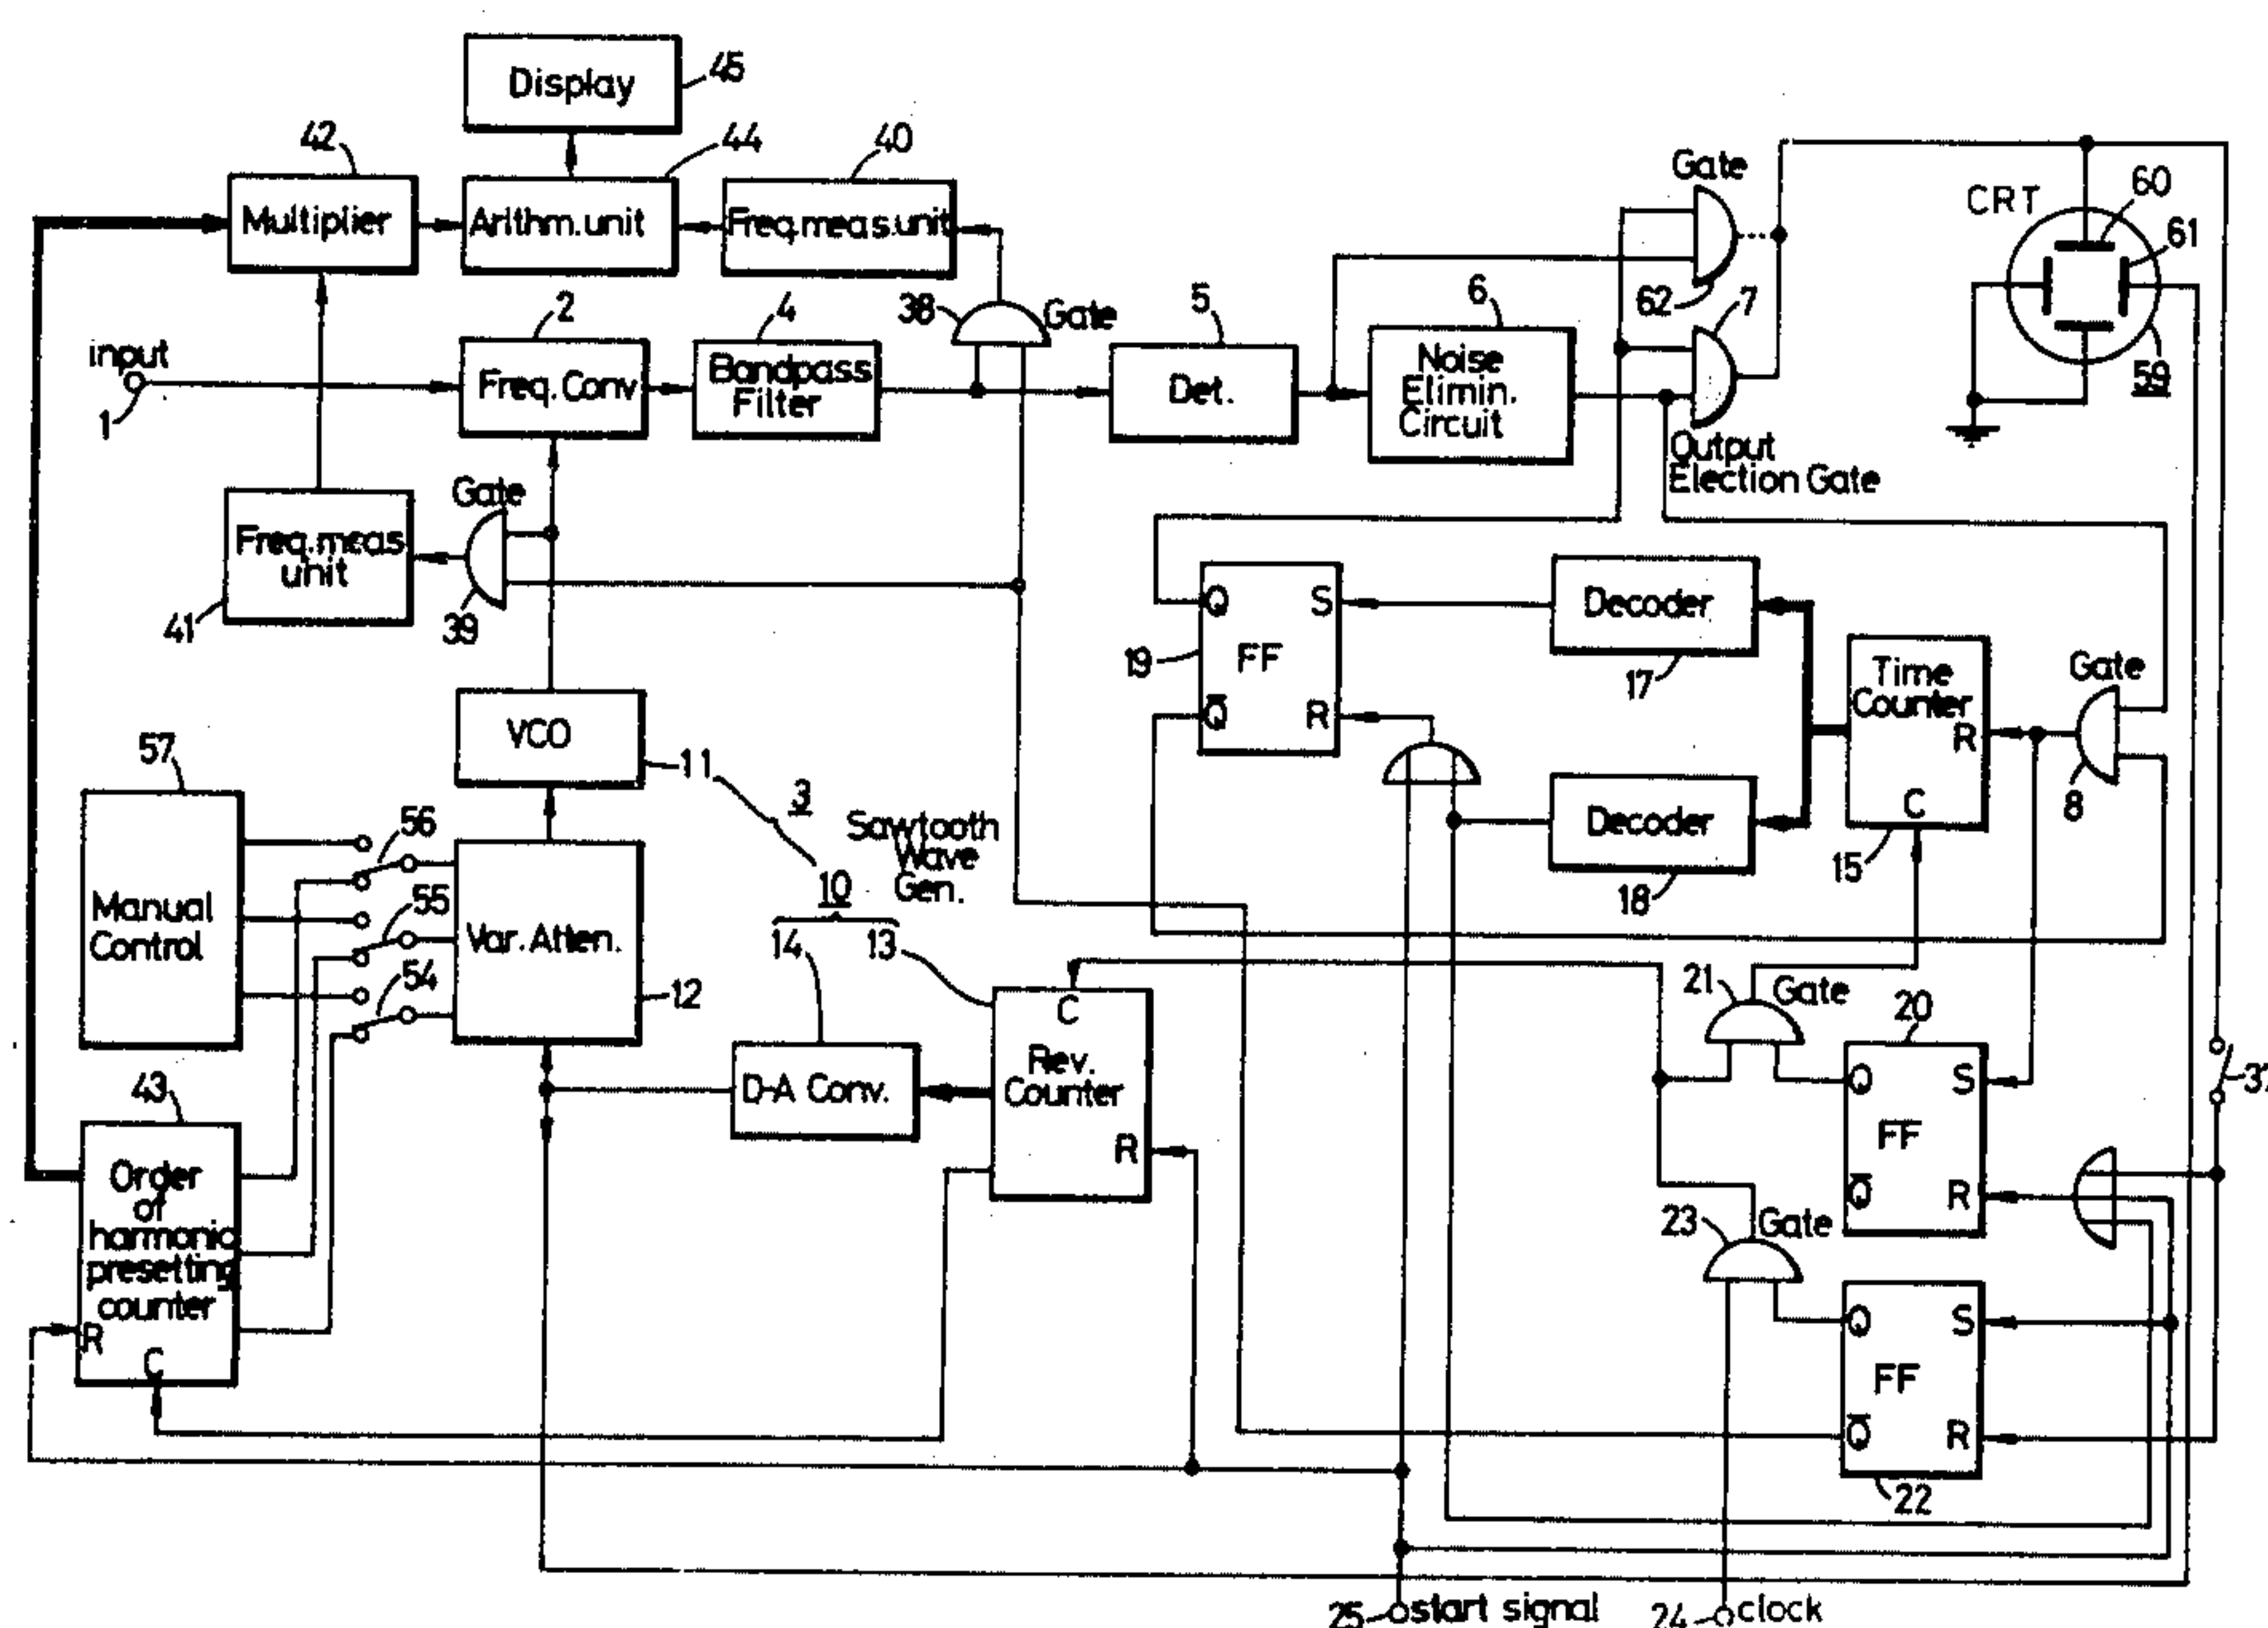 Display
45
42
44
40
Multiplier
Arithm. unit
Freq. meas. unit
Gate
CRT
60
61
62
7
59
input
1
2
Freq. Conv
4
Bandpass
Filter
38
Gate
5
Det.
6
Noise
Elimin.
Circuit
Output
Election Gate
Freq. meas
unit
41
Gate
39
Q
S
19
FF
Q̅
R
Decoder
17
Decoder
18
Time
Counter
R
C
15
Gate
8
VCO
11
3
57
Manual
Control
56
55
54
Var. Atten.
12
Sawtooth
Wave
Gen.
10
14
13
D-A Conv.
C
Rev.
Counter
R
21
Gate
20
Q
S
FF
Q̅
R
37
43
Order
of
harmonic
presetting
counter
R
C
23
Gate
Q
S
FF
Q̅
R
22
25
start signal
24
clock